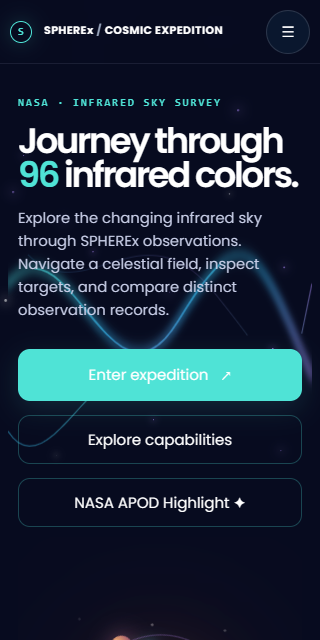 S SPHEREx / COSMIC EXPEDITION ☰
NASA · INFRARED SKY SURVEY
Journey through
96 infrared colors.
Explore the changing infrared sky
through SPHEREx observations.
Navigate a celestial field, inspect
targets, and compare distinct
observation records.
Enter expedition ↗
Explore capabilities
NASA APOD Highlight ✦